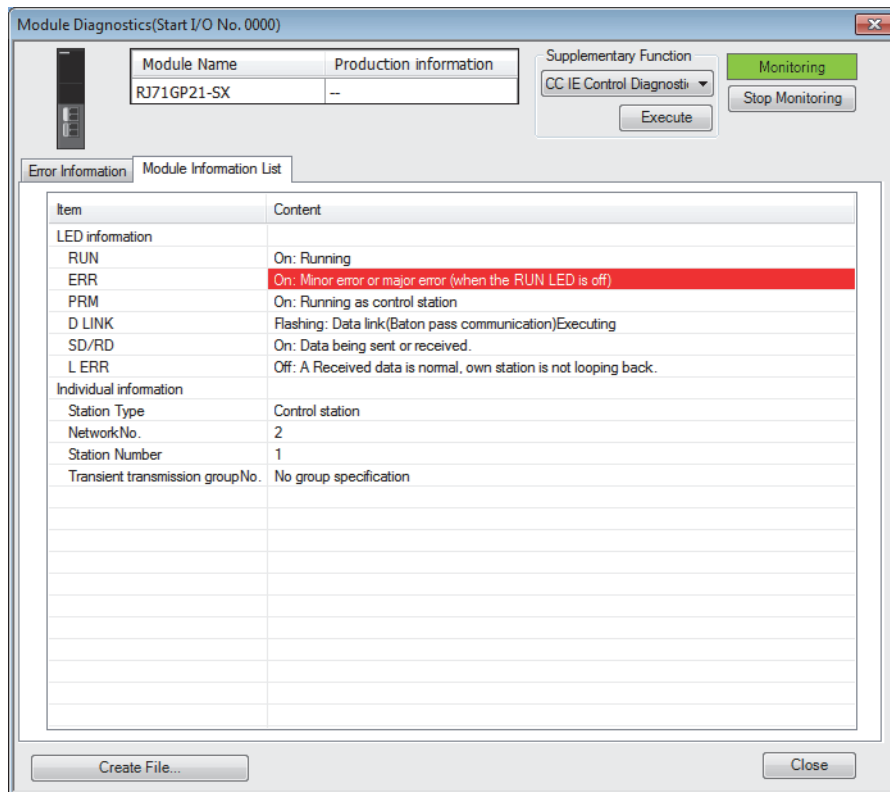 Module Diagnostics(Start I/O No. 0000)
Module Name Production information
RJ71GP21-SX --
Supplementary Function
CC IE Control Diagnosti
Execute
Monitoring
Stop Monitoring
Error Information Module Information List
Item Content
LED information
RUN On: Running
ERR On: Minor error or major error (when the RUN LED is off)
PRM On: Running as control station
D LINK Flashing: Data link(Baton pass communication)Executing
SD/RD On: Data being sent or received.
L ERR Off: A Received data is normal, own station is not looping back.
Individual information
Station Type Control station
NetworkNo. 2
Station Number 1
Transient transmission groupNo. No group specification
Create File... Close